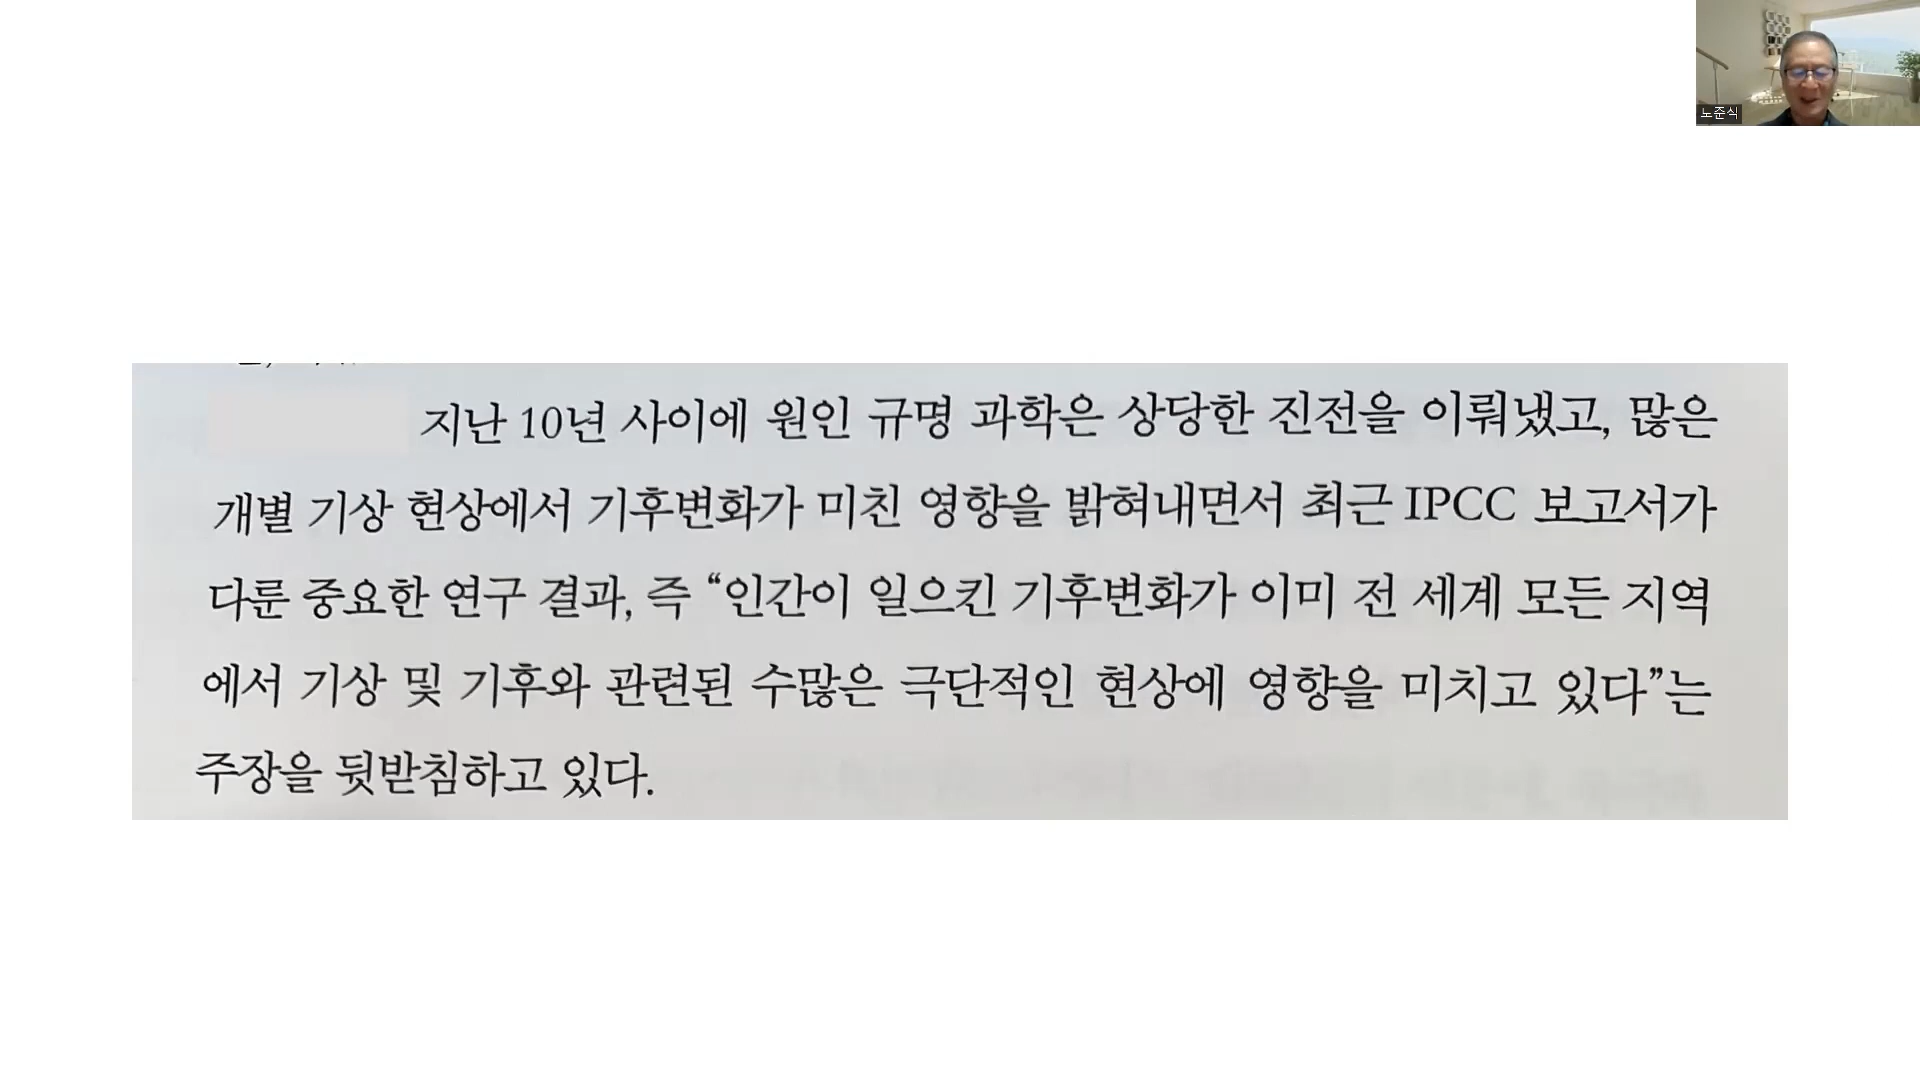 노준식
지난 10년 사이에 원인 규명 과학은 상당한 진전을 이뤄냈고, 많은
개별 기상 현상에서 기후변화가 미친 영향을 밝혀내면서 최근 IPCC 보고서가
다룬 중요한 연구 결과, 즉 “인간이 일으킨 기후변화가 이미 전 세계 모든 지역
에서 기상 및 기후와 관련된 수많은 극단적인 현상에 영향을 미치고 있다”는
주장을 뒷받침하고 있다.